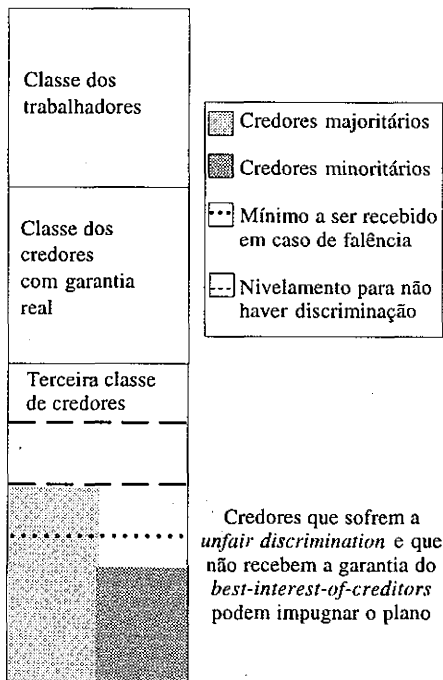 Classe dos
trabalhadores
Credores majoritários
Credores minoritários
Mínimo a ser recebido
em caso de falência
Nivelamento para não
haver discriminação
Classe dos
credores
com garantia
real
Terceira classe
de credores
Credores que sofrem a
unfair discrimination e que
não recebem a garantia do
best-interest-of-creditors
podem impugnar o plano